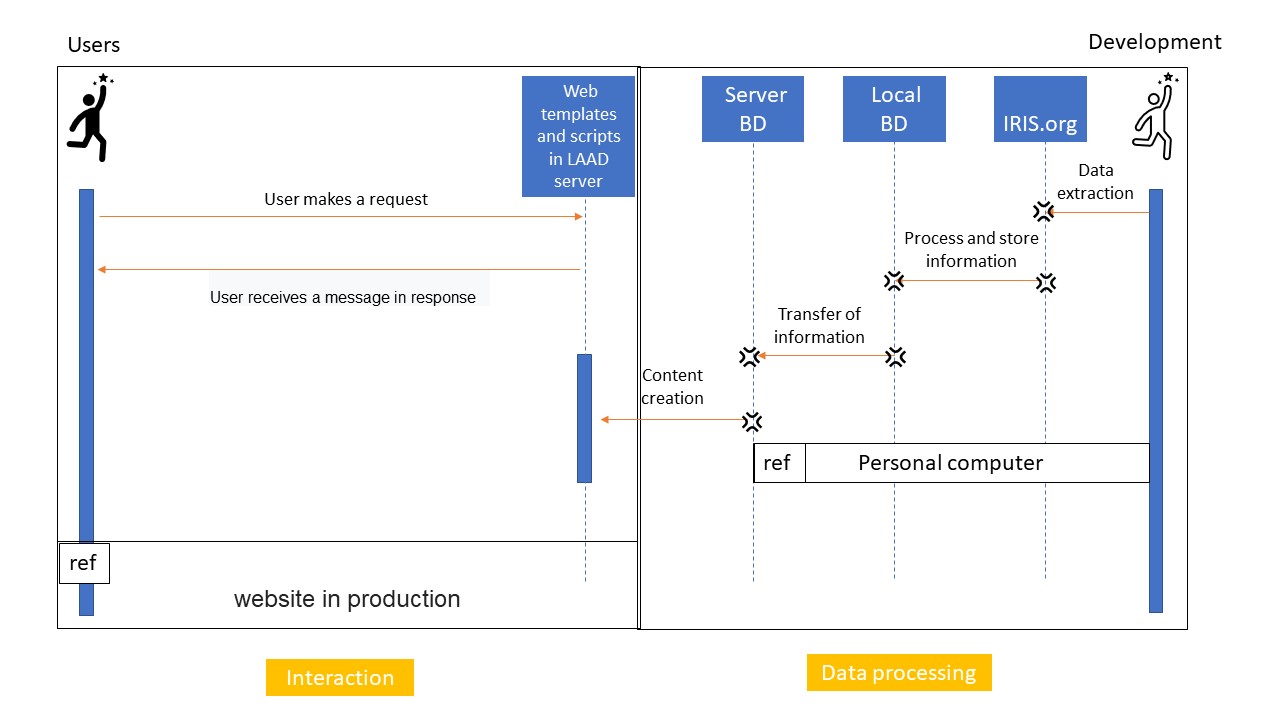 Users
Development
Web
templates
and scripts
in LAAD
server
Server
BD
Local
BD
IRIS.org
Data
extraction
User makes a request
Process and store
information
User receives a message in response
Transfer of
information
Content
creation
ref
Personal computer
ref
website in production
Interaction
Data processing